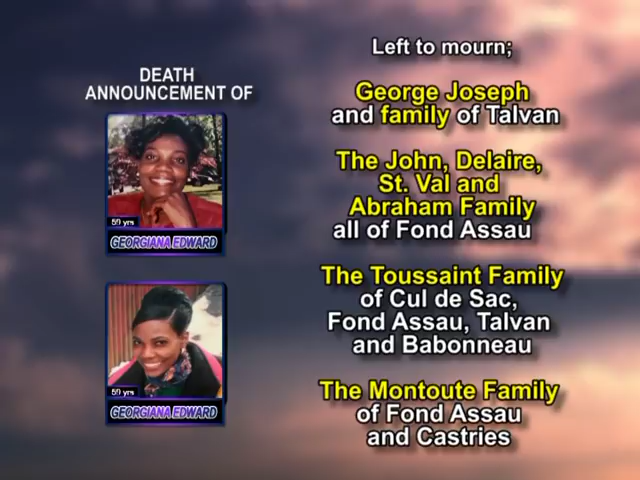 DEATH
ANNOUNCEMENT OF
59 yrs
GEORGIANA EDWARD
59 yrs
GEORGIANA EDWARD
Left to mourn;
George Joseph
and family of Talvan
The John, Delaire,
St. Val and
Abraham Family
all of Fond Assau
The Toussaint Family
of Cul de Sac,
Fond Assau, Talvan
and Babonneau
The Montoute Family
of Fond Assau
and Castries